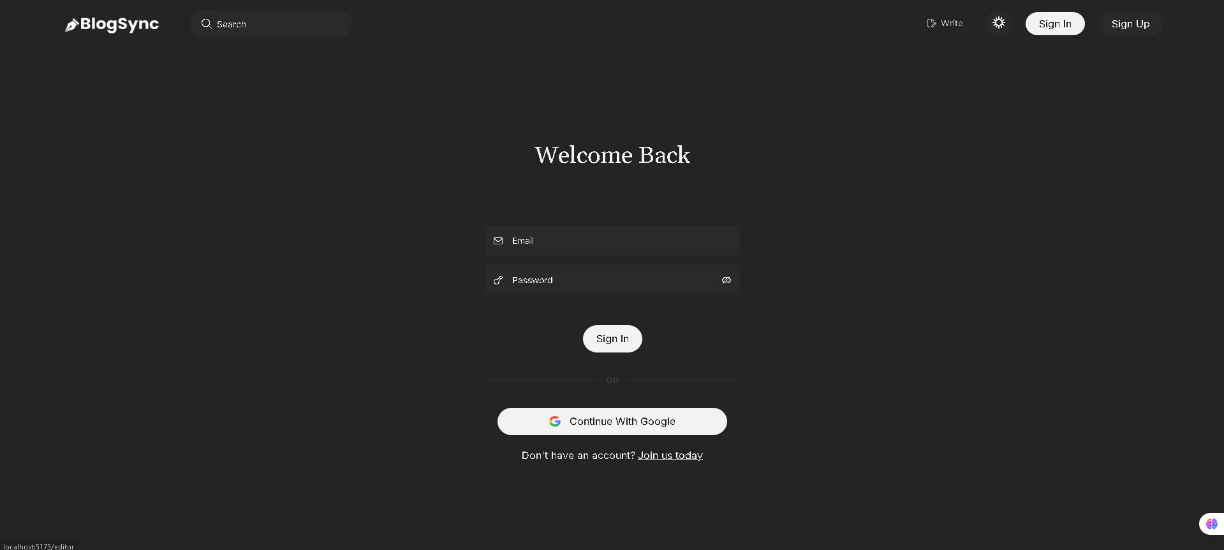 BlogSync
Search
Write
Sign In
Sign Up
Welcome Back
Email
Password
Sign In
OR
Continue With Google
Don't have an account? Join us today
localhost:5173/editor